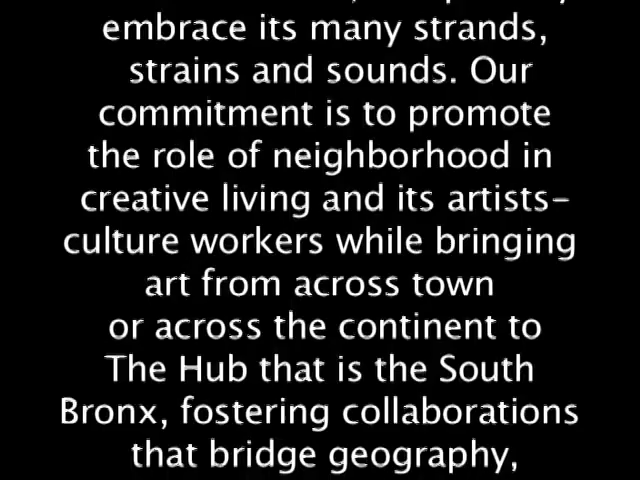 embrace its many strands,
strains and sounds. Our
commitment is to promote
the role of neighborhood in
creative living and its artists-
culture workers while bringing
art from across town
or across the continent to
The Hub that is the South
Bronx, fostering collaborations
that bridge geography,